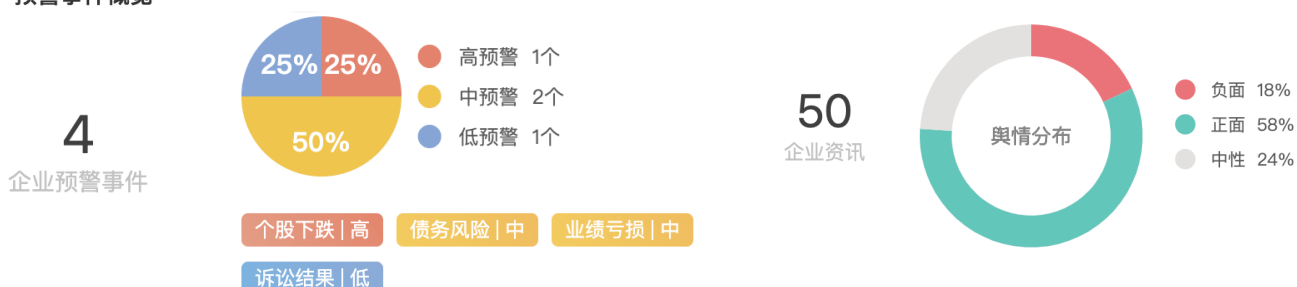 4
企业预警事件
25% 25%
50%
高预警 1个
中预警 2个
低预警 1个
个股下跌 | 高
债务风险 | 中
业绩亏损 | 中
诉讼结果 | 低
50
企业资讯
舆情分布
负面 18%
正面 58%
中性 24%